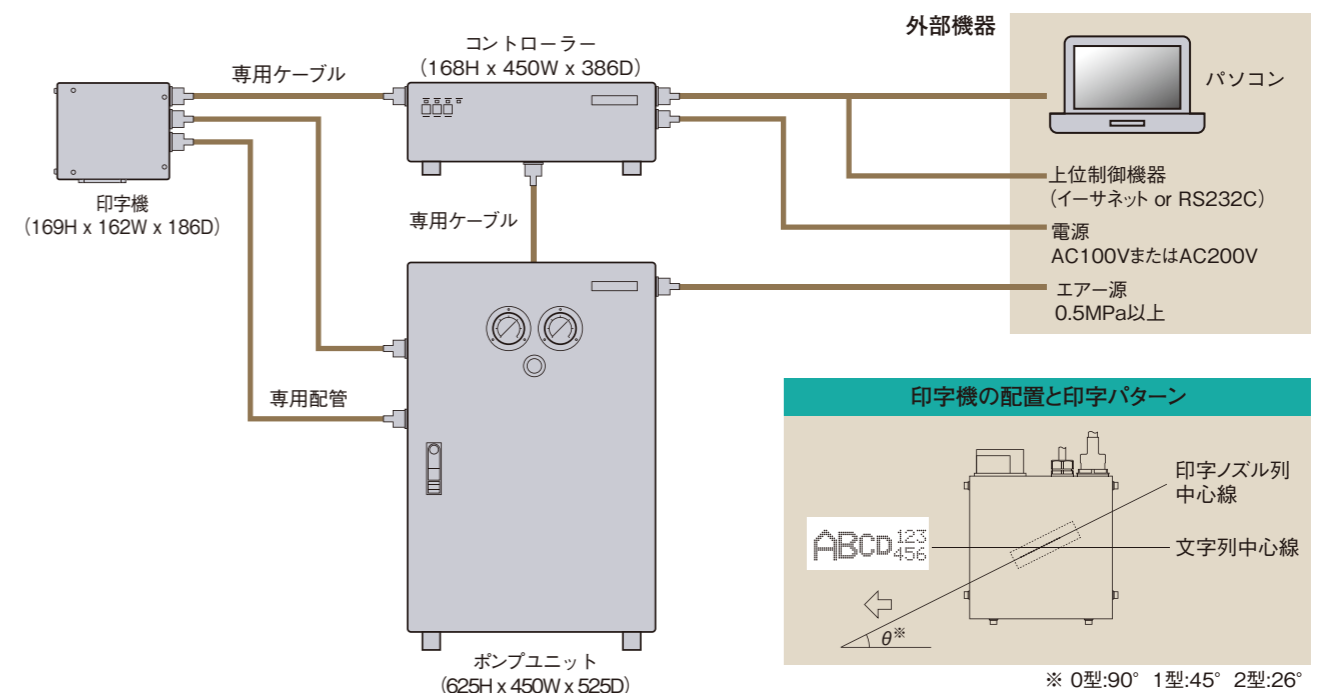 外部機器
コントローラー
（168H x 450W x 386D）
専用ケーブル
パソコン
印字機
（169H x 162W x 186D）
上位制御機器
（イーサネット or RS232C）
専用ケーブル
電源
AC100VまたはAC200V
エアー源
0.5MPa以上
専用配管
ポンプユニット
（625H x 450W x 525D）
印字機の配置と印字パターン
印字ノズル列
中心線
ABCD 123
456
文字列中心線
θ※
※ 0型:90° 1型:45° 2型:26°